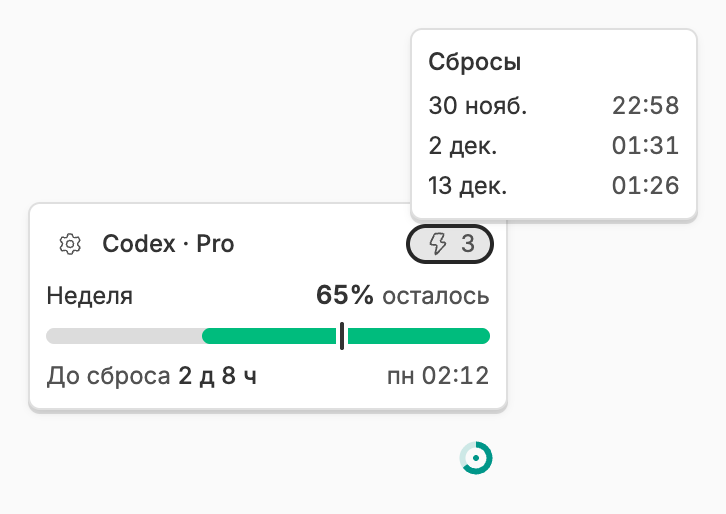 Сбросы
30 нояб. 22:58
2 дек. 01:31
13 дек. 01:26
Codex · Pro 3
Неделя 65% осталось
До сброса 2 д 8 ч пн 02:12